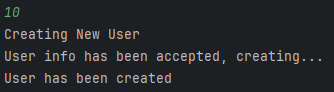 10
Creating New User
User info has been accepted, creating...
User has been created